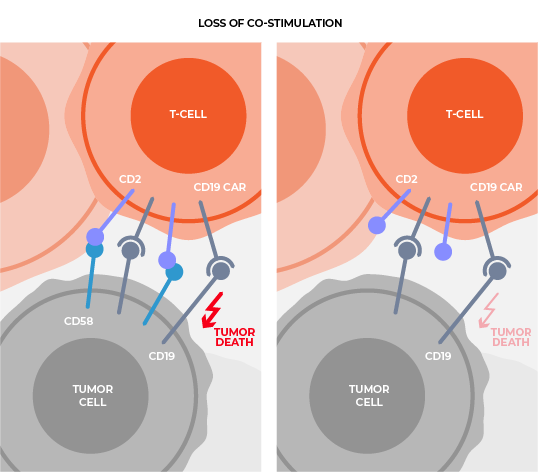 LOSS OF CO-STIMULATION
T-CELL
CD2
CD19 CAR
CD58
TUMOR
DEATH
CD19
TUMOR
CELL
T-CELL
CD2
CD19 CAR
TUMOR
DEATH
CD19
TUMOR
CELL